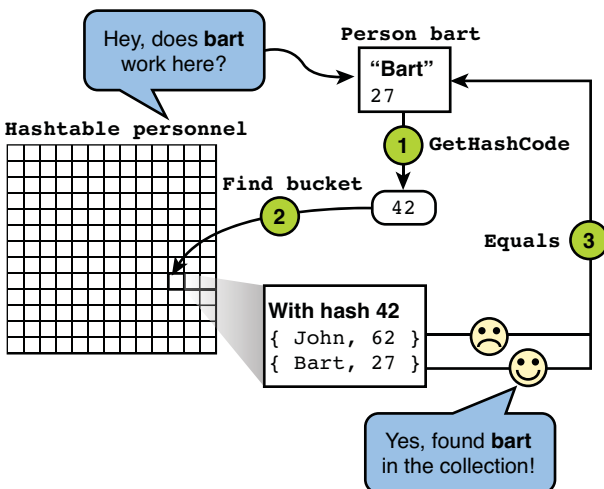 Hey, does bart
work here?
Person bart
“Bart”
27
Hashtable personnel
1
GetHashCode
Find bucket
2
42
Equals
3
With hash 42
{ John, 62 }
{ Bart, 27 }
Yes, found bart
in the collection!